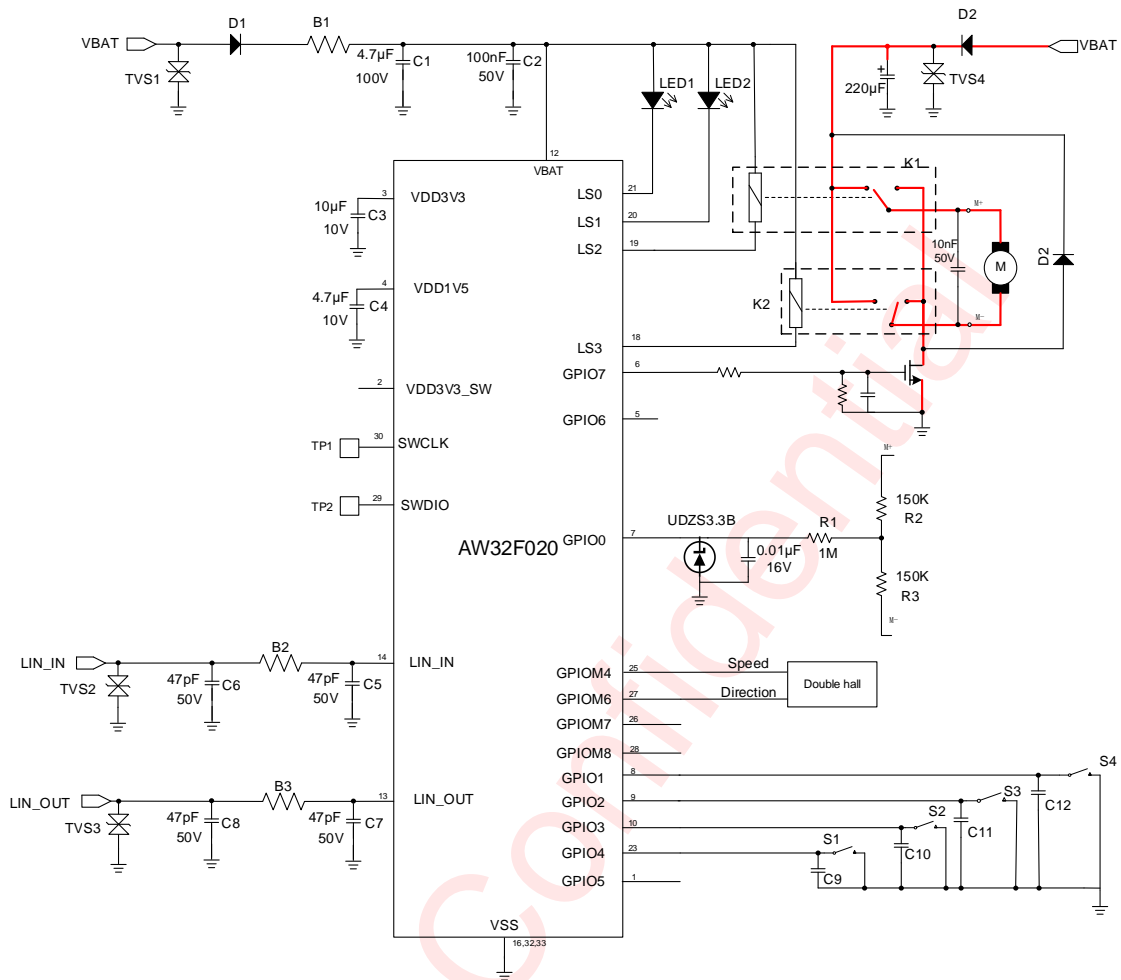 VBAT
D1
B1
TVS1
4.7µF
100V
C1
100nF
50V
C2
LED1
LED2
D2
VBAT
220µF
+
TVS4
12
VBAT
K1
3
VDD3V3
10µF
10V
C3
LS0
21
LS1
20
LS2
19
M+
10nF
50V
M
D2
4
VDD1V5
4.7µF
10V
C4
K2
M-
LS3
18
GPIO7
6
2
VDD3V3_SW
GPIO6
5
TP1
30
SWCLK
M+
TP2
29
SWDIO
150K
R2
UDZS3.3B
AW32F020
GPIO0
7
0.01µF
16V
R1
1M
150K
R3
M-
LIN_IN
B2
14
LIN_IN
TVS2
47pF
50V
C6
47pF
50V
C5
GPIOM4
25
Speed
Double hall
GPIOM6
27
Direction
GPIOM7
26
GPIOM8
28
GPIO1
8
S4
LIN_OUT
B3
13
LIN_OUT
TVS3
47pF
50V
C8
47pF
50V
C7
GPIO2
9
S3
C12
GPIO3
10
S2
C11
GPIO4
23
S1
C10
C9
GPIO5
1
VSS
16,32,33
Confidential